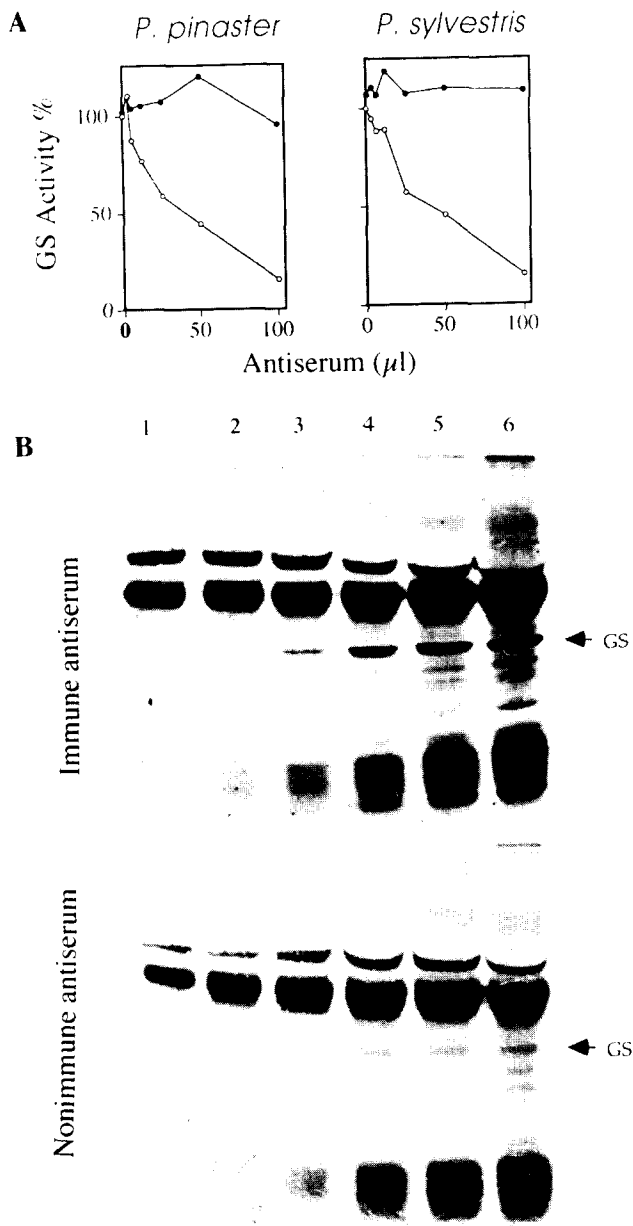 A
P. pinaster P. sylvestris
GS Activity %
100
50
0
0 50 100 0 50 100
Antiserum (µl)
B
1 2 3 4 5 6
Immune antiserum
GS
Nonimmune antiserum
GS